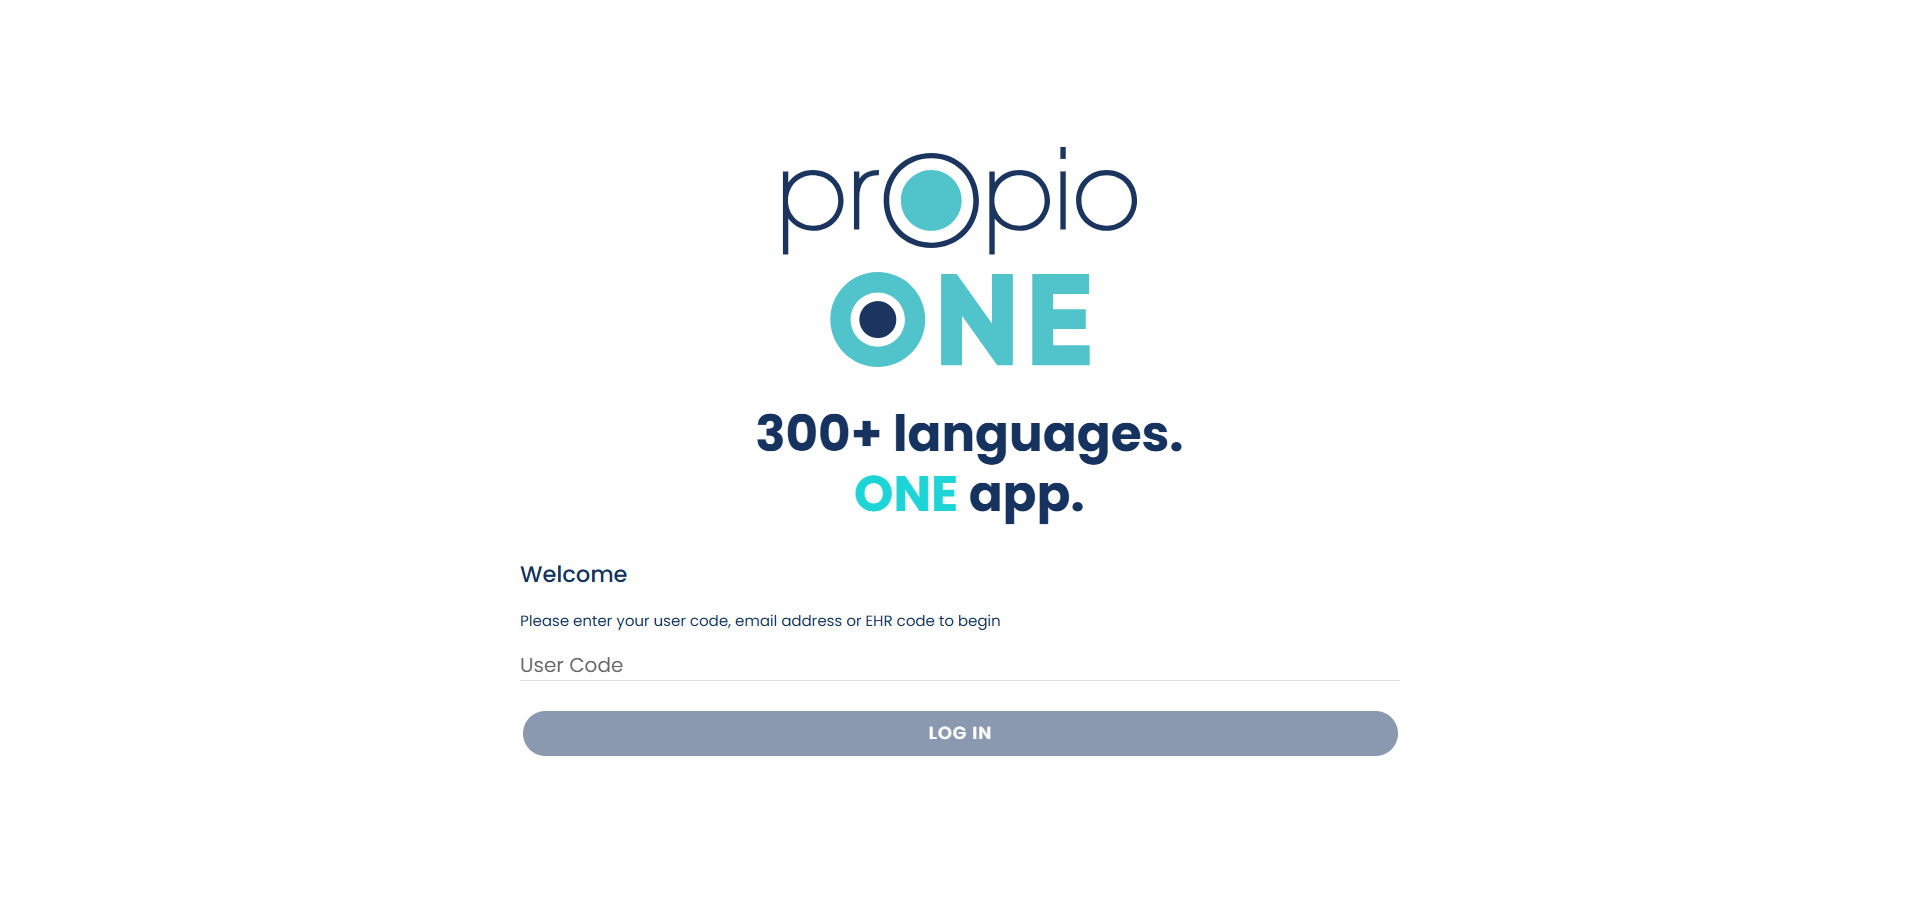 propio
ONE
300+ languages.
ONE app.
Welcome
Please enter your user code, email address or EHR code to begin
User Code
LOG IN